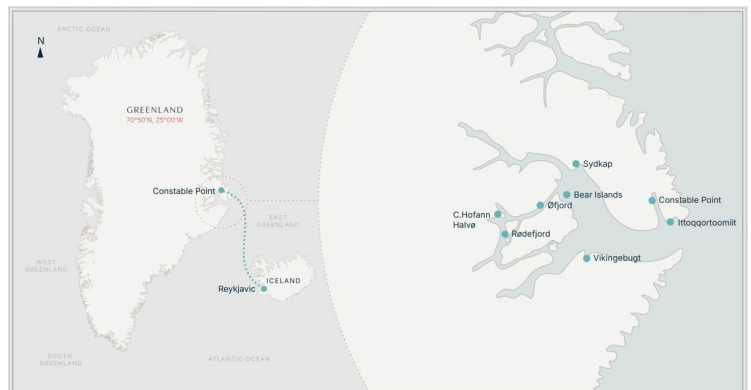 ARCTIC OCEAN
N
GREENLAND
70°50'N, 25°00'W
Constable Point
EAST
GREENLAND
WEST
GREENLAND
ICELAND
Reykjavic
SOUTH
GREENLAND
ATLANTIC OCEAN
Sydkap
Bear Islands
Constable Point
Øfjord
C.Hofann
Halvø
Ittoqqortoomiit
Rødefjord
Vikingebugt